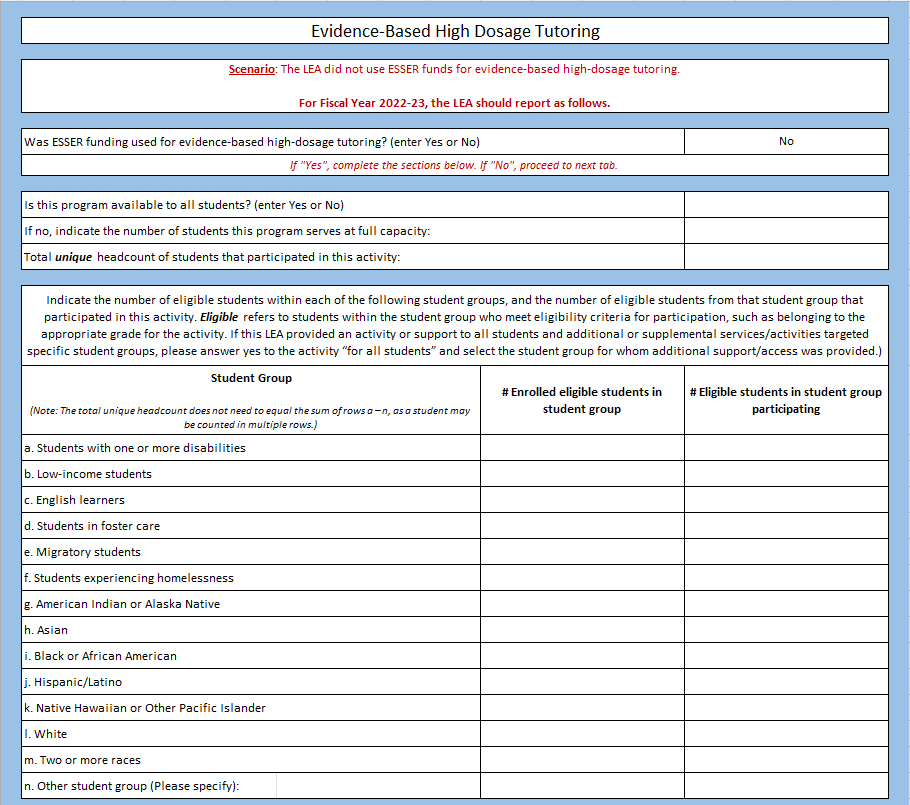 Evidence-Based High Dosage Tutoring
Scenario: The LEA did not use ESSER funds for evidence-based high-dosage tutoring.
For Fiscal Year 2022-23, the LEA should report as follows.
Was ESSER funding used for evidence-based high-dosage tutoring? (enter Yes or No)
No
If "Yes", complete the sections below. If "No", proceed to next tab.
Is this program available to all students? (enter Yes or No)
If no, indicate the number of students this program serves at full capacity:
Total unique headcount of students that participated in this activity:
Indicate the number of eligible students within each of the following student groups, and the number of eligible students from that student group that
participated in this activity. Eligible refers to students within the student group who meet eligibility criteria for participation, such as belonging to the
appropriate grade for the activity. If this LEA provided an activity or support to all students and additional or supplemental services/activities targeted
specific student groups, please answer yes to the activity “for all students” and select the student group for whom additional support/access was provided.)
Student Group
(Note: The total unique headcount does not need to equal the sum of rows a – n, as a student may
be counted in multiple rows.)
# Enrolled eligible students in
student group
# Eligible students in student group
participating
a. Students with one or more disabilities
b. Low-income students
c. English learners
d. Students in foster care
e. Migratory students
f. Students experiencing homelessness
g. American Indian or Alaska Native
h. Asian
i. Black or African American
j. Hispanic/Latino
k. Native Hawaiian or Other Pacific Islander
l. White
m. Two or more races
n. Other student group (Please specify):